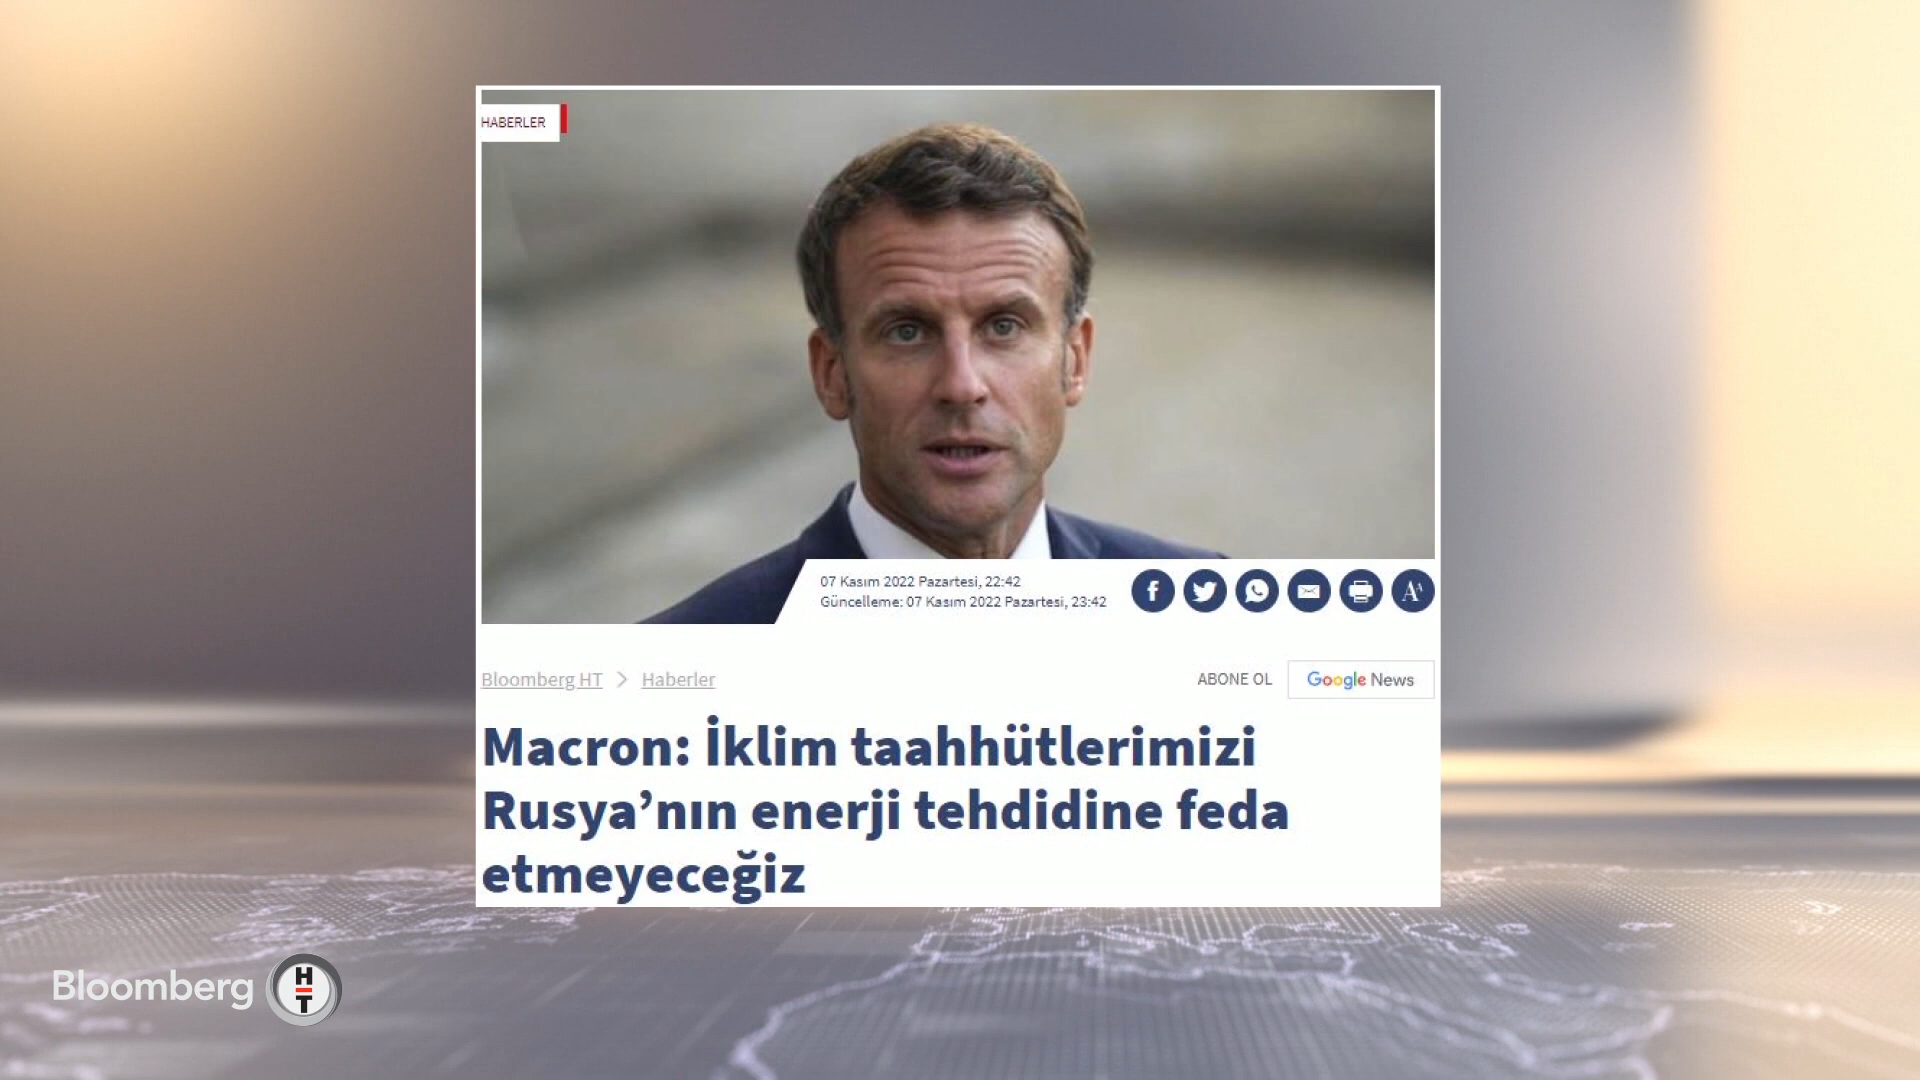 HABERLER
07 Kasım 2022 Pazartesi, 22:42
Güncelleme: 07 Kasım 2022 Pazartesi, 23:42
Bloomberg HT > Haberler
ABONE OL Google News
Macron: İklim taahhütlerimizi
Rusya’nın enerji tehdidine feda
etmeyeceğiz
Bloomberg HT